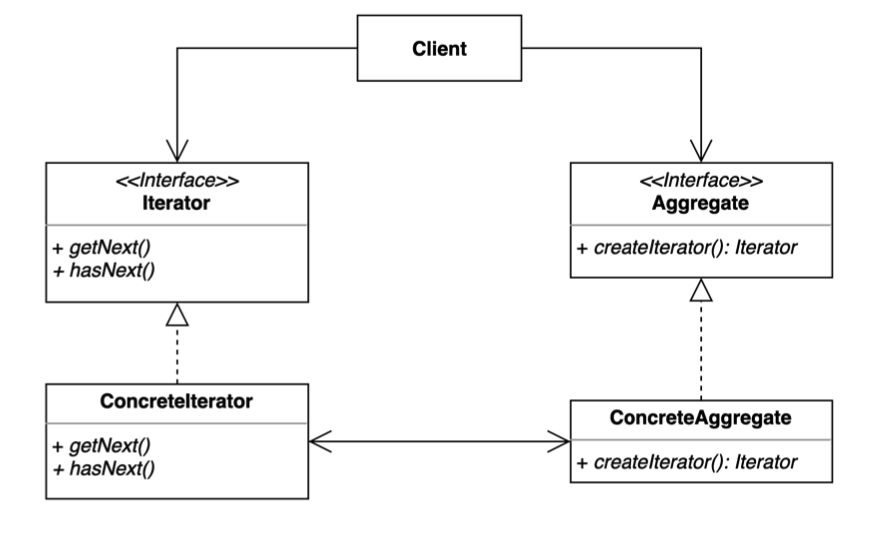 Client
<<Interface>>
Iterator
+ getNext()
+ hasNext()
<<Interface>>
Aggregate
+ createIterator(): Iterator
ConcreteIterator
+ getNext()
+ hasNext()
ConcreteAggregate
+ createIterator(): Iterator